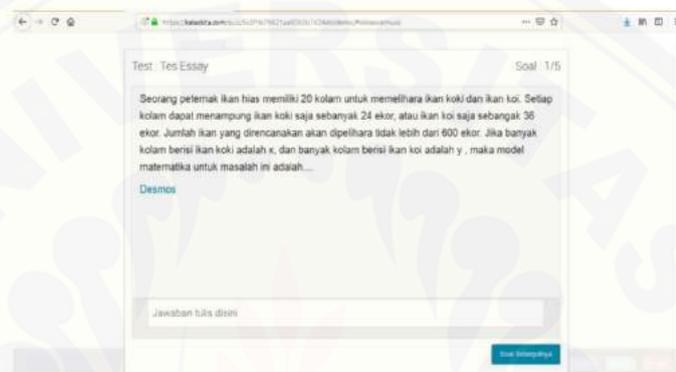 Test : Tes Essay
Soal : 1/5
Seorang peternak ikan hias memiliki 20 kolam untuk memelihara ikan koki dan ikan koi. Setiap
kolam dapat menampung ikan koki saja sebanyak 24 ekor, atau ikan koi saja sebangak 36
ekor. Jumlah ikan yang direncanakan akan dipelihara tidak lebih dari 600 ekor. Jika banyak
kolam berisi ikan koki adalah x, dan banyak kolam berisi ikan koi adalah y , maka model
matematika untuk masalah ini adalah....
Desmos
Jawaban tulis disini
Soal Selanjutnya